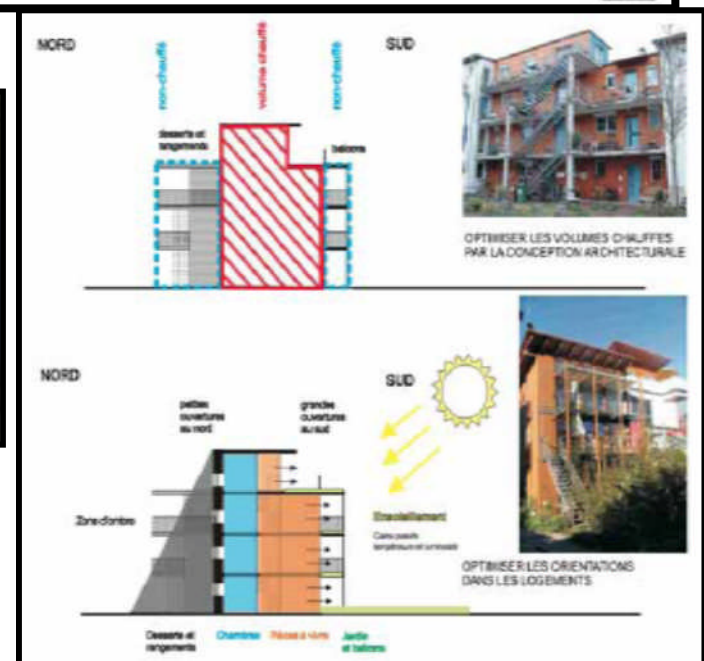 NORD
SUD
non-chauffé
volume chauffé
non-chauffé
desserte et
rangements
balcons
OPTIMISER LES VOLUMES CHAUFFES
PAR LA CONCEPTION ARCHITECTURALE
NORD
SUD
petites
ouvertures
au nord
grandes
ouvertures
au sud
Zone d'ombre
Ensoleillement
OPTIMISER LES ORIENTATIONS
DANS LES LOGEMENTS
Desserte et
rangements
Chambres
Pièces à vivre
Jardin
et balcons